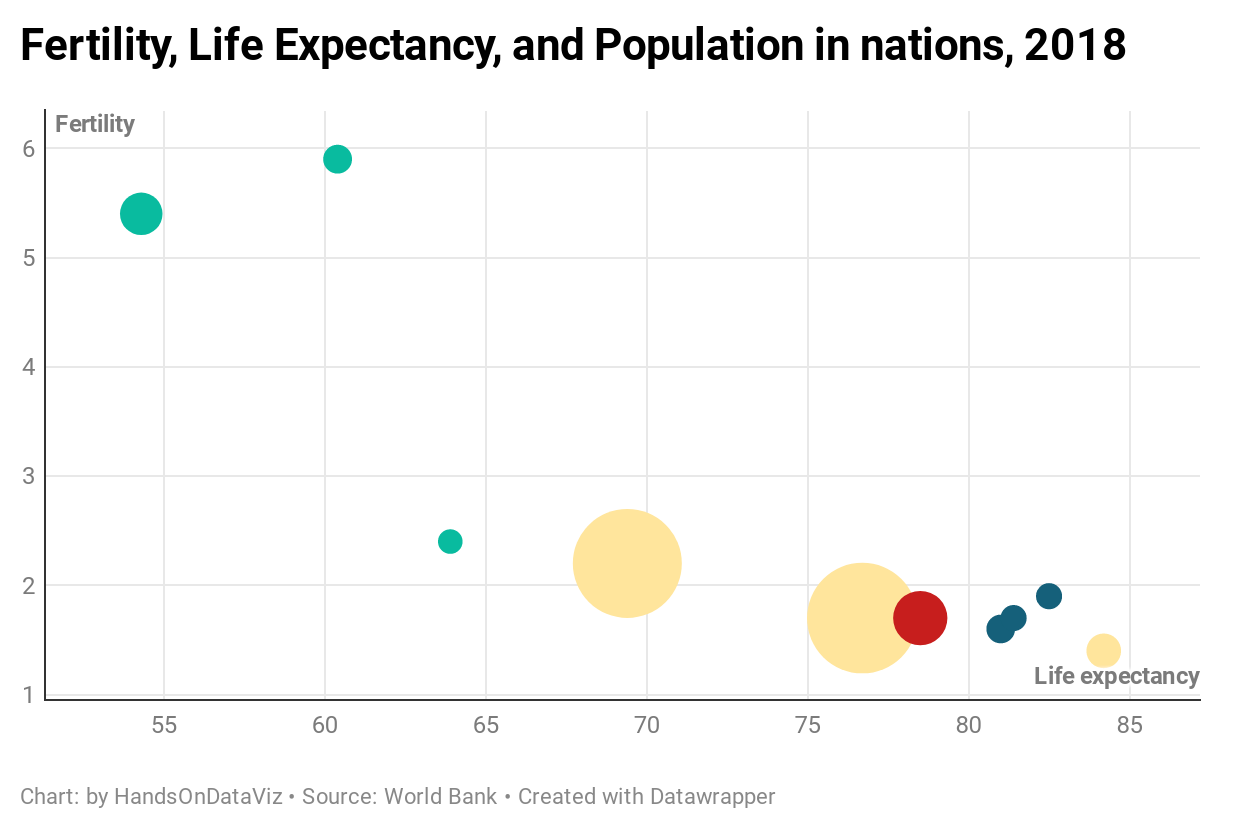 Fertility, Life Expectancy, and Population in nations, 2018
Fertility
6
5
4
3
2
1
Life expectancy
55 60 65 70 75 80 85
Chart: by HandsOnDataViz • Source: World Bank • Created with Datawrapper